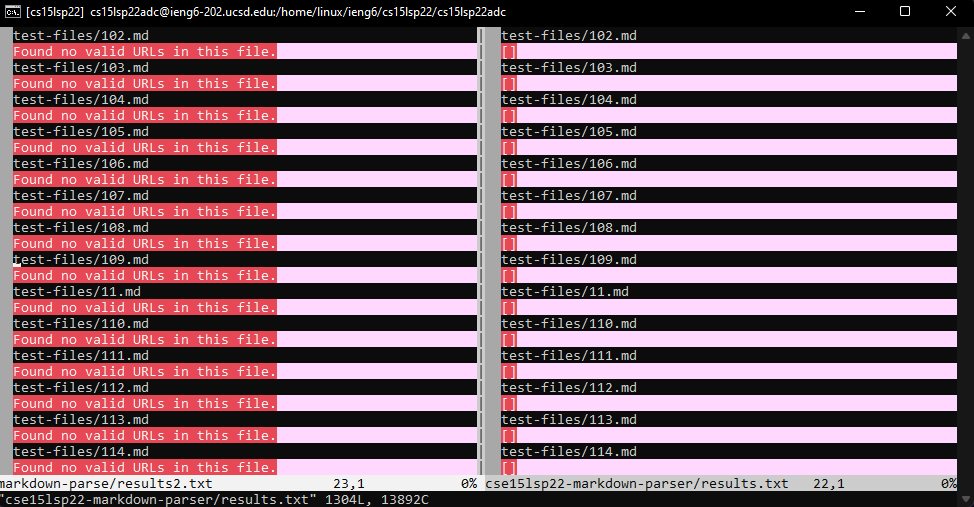 [cs15lsp22] cs15lsp22adc@ieng6-202.ucsd.edu:/home/linux/ieng6/cs15lsp22/cs15lsp22adc
test-files/102.md test-files/102.md
Found no valid URLs in this file. []
test-files/103.md test-files/103.md
Found no valid URLs in this file. []
test-files/104.md test-files/104.md
Found no valid URLs in this file. []
test-files/105.md test-files/105.md
Found no valid URLs in this file. []
test-files/106.md test-files/106.md
Found no valid URLs in this file. []
test-files/107.md test-files/107.md
Found no valid URLs in this file. []
test-files/108.md test-files/108.md
Found no valid URLs in this file. []
test-files/109.md test-files/109.md
Found no valid URLs in this file. []
test-files/11.md test-files/11.md
Found no valid URLs in this file. []
test-files/110.md test-files/110.md
Found no valid URLs in this file. []
test-files/111.md test-files/111.md
Found no valid URLs in this file. []
test-files/112.md test-files/112.md
Found no valid URLs in this file. []
test-files/113.md test-files/113.md
Found no valid URLs in this file. []
test-files/114.md test-files/114.md
Found no valid URLs in this file. []
markdown-parse/results2.txt 23,1 0% cse15lsp22-markdown-parser/results.txt 22,1 0%
"cse15lsp22-markdown-parser/results.txt" 1304L, 13892C